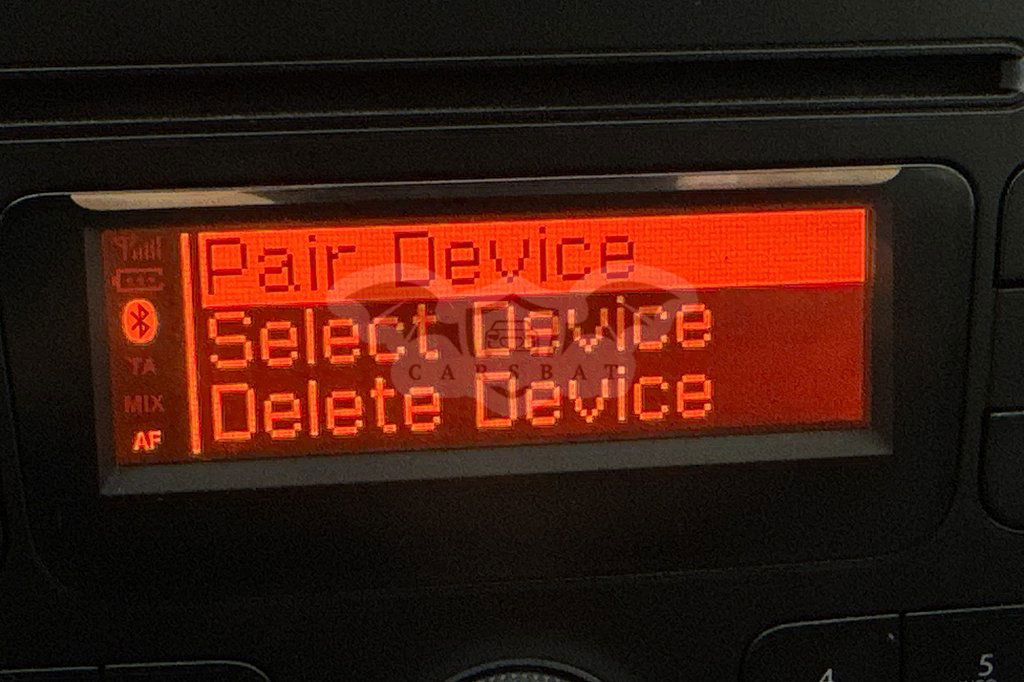 Pair Device
Select Device
Delete Device
CARSBAT
TA
MIX
AF
4
5